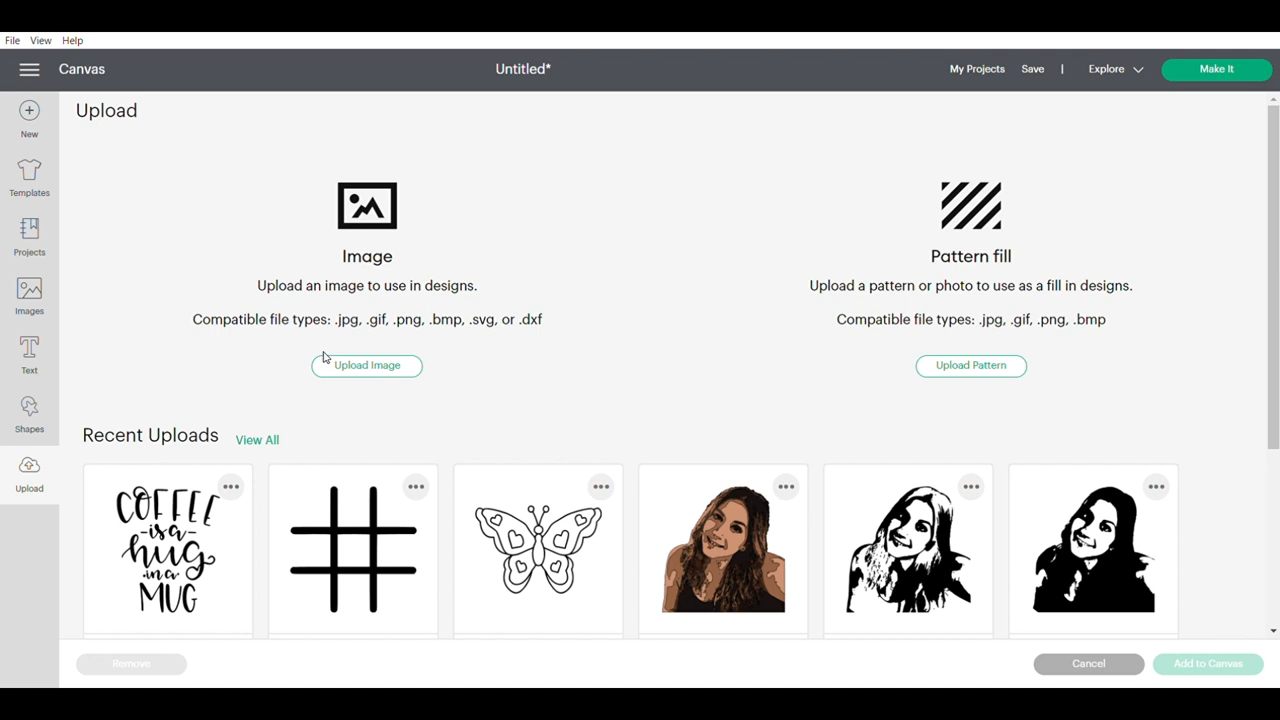 File View Help
Canvas
Untitled*
My Projects Save | Explore
Make It
New
Templates
Projects
Images
Text
Shapes
Upload
Upload
Image
Upload an image to use in designs.
Compatible file types: .jpg, .gif, .png, .bmp, .svg, or .dxf
Upload Image
Pattern fill
Upload a pattern or photo to use as a fill in designs.
Compatible file types: .jpg, .gif, .png, .bmp
Upload Pattern
Recent Uploads View All
COFFEE
-is a-
hug
in a
MUG
Remove
Cancel
Add to Canvas